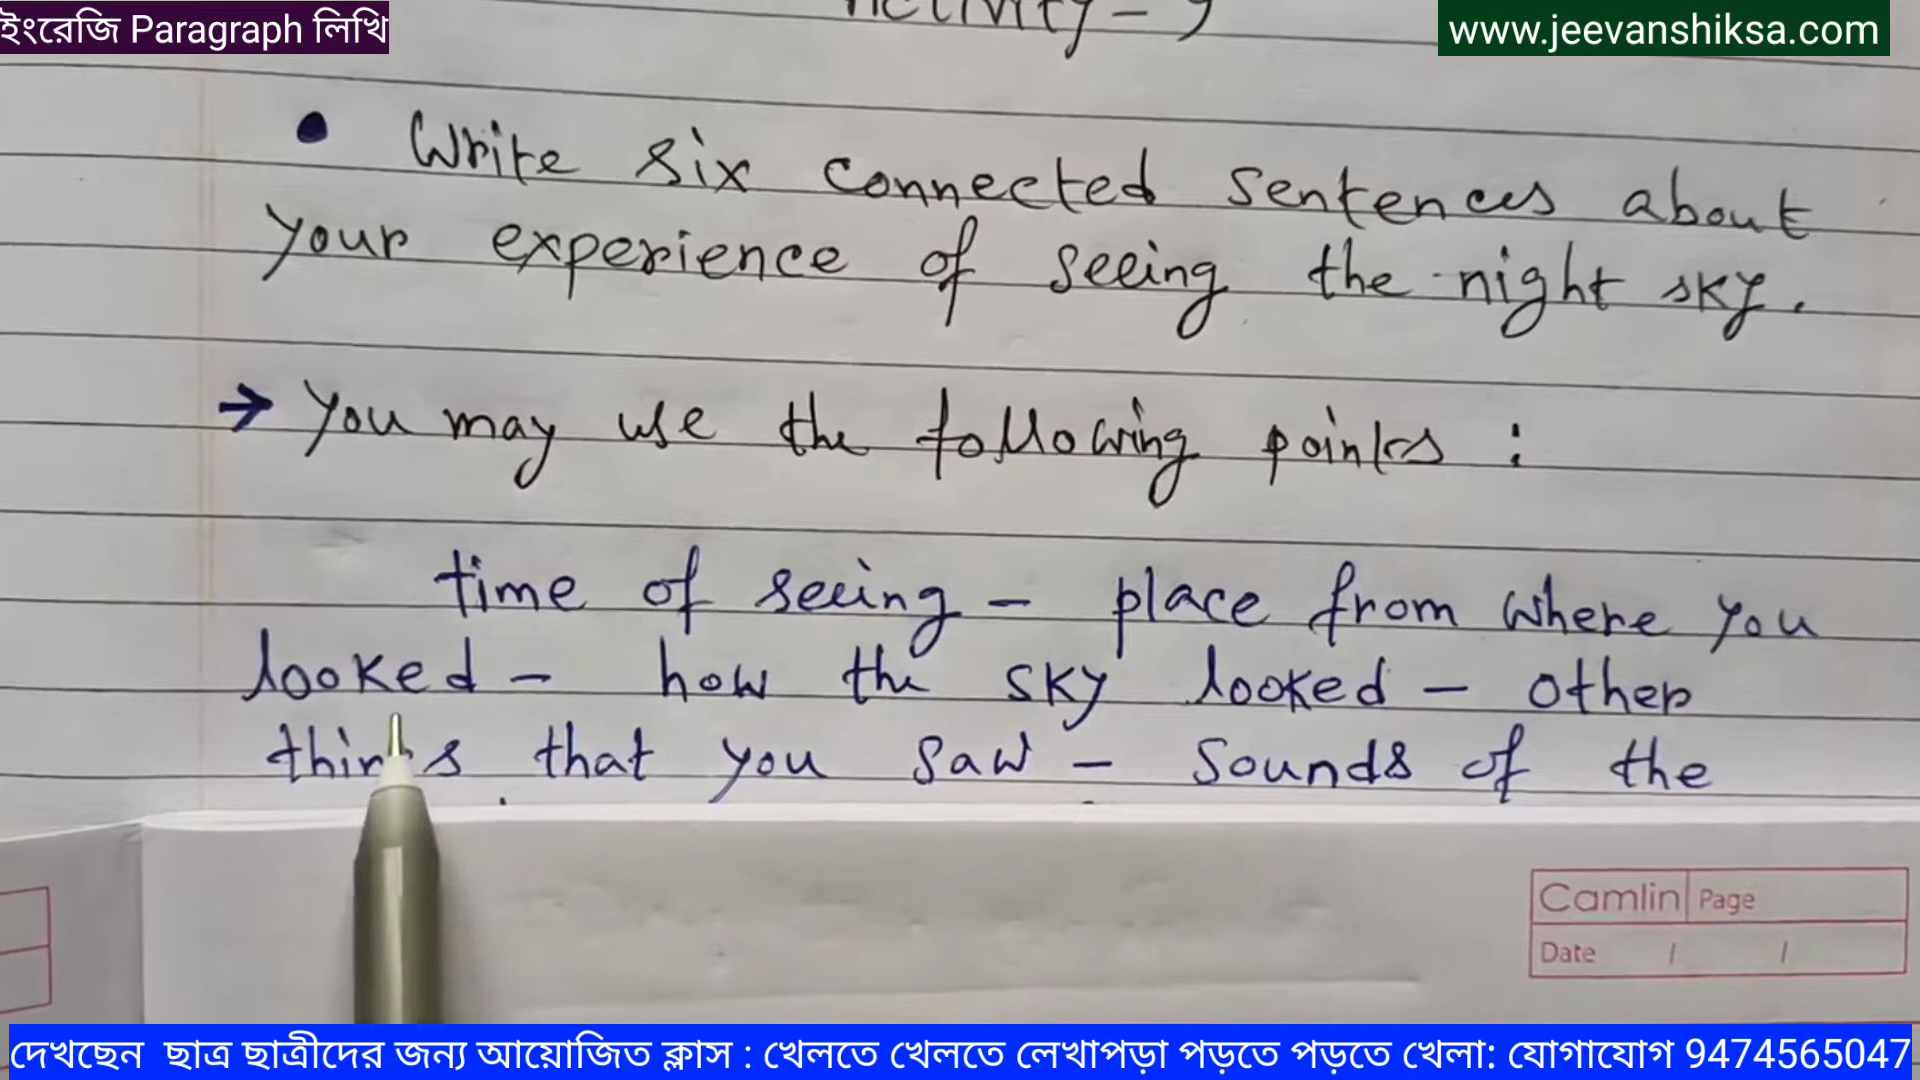 ইংরেজি Paragraph লিখি
www.jeevanshiksa.com
Activity - 9
• Write six connected sentences about
your experience of seeing the night sky.
→ You may use the following points :
time of seeing - place from where you
looked - how the sky looked - other
things that you saw - sounds of the
Camlin Page
Date / /
দেখছেন ছাত্র ছাত্রীদের জন্য আয়োজিত ক্লাস : খেলতে খেলতে লেখাপড়া পড়তে পড়তে খেলা: যোগাযোগ 9474565047